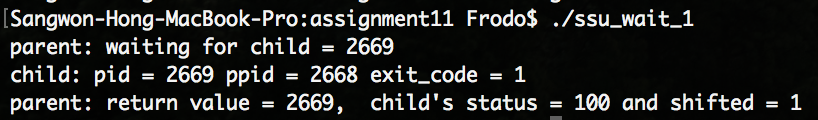 [Sangwon-Hong-MacBook-Pro:assignment11 Frodo$ ./ssu_wait_1
parent: waiting for child = 2669
child: pid = 2669 ppid = 2668 exit_code = 1
parent: return value = 2669,  child's status = 100 and shifted = 1